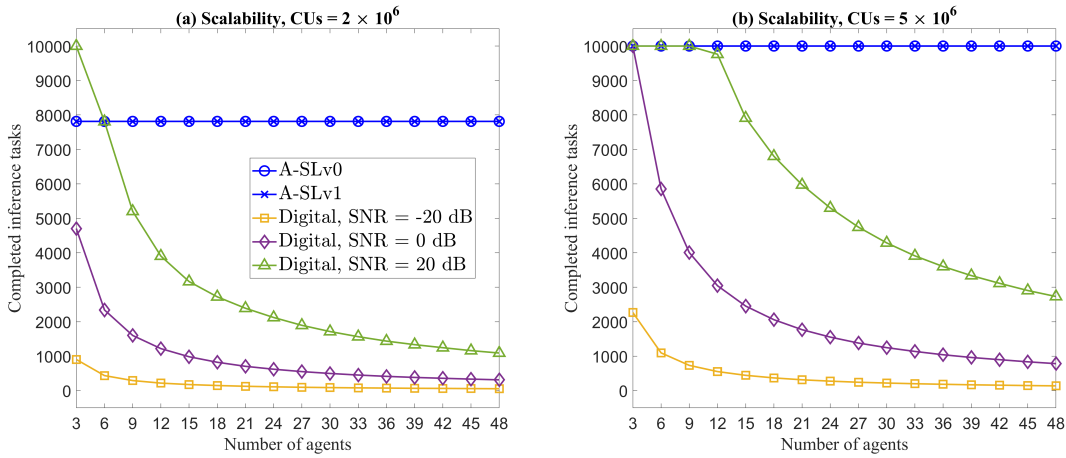 (a) Scalability, CUs = 2 × 10⁶
Completed inference tasks
10000
9000
8000
7000
6000
5000
4000
3000
2000
1000
0
A-SLv0
A-SLv1
Digital, SNR = -20 dB
Digital, SNR = 0 dB
Digital, SNR = 20 dB
3 6 9 12 15 18 21 24 27 30 33 36 39 42 45 48
Number of agents
(b) Scalability, CUs = 5 × 10⁶
Completed inference tasks
10000
9000
8000
7000
6000
5000
4000
3000
2000
1000
0
3 6 9 12 15 18 21 24 27 30 33 36 39 42 45 48
Number of agents